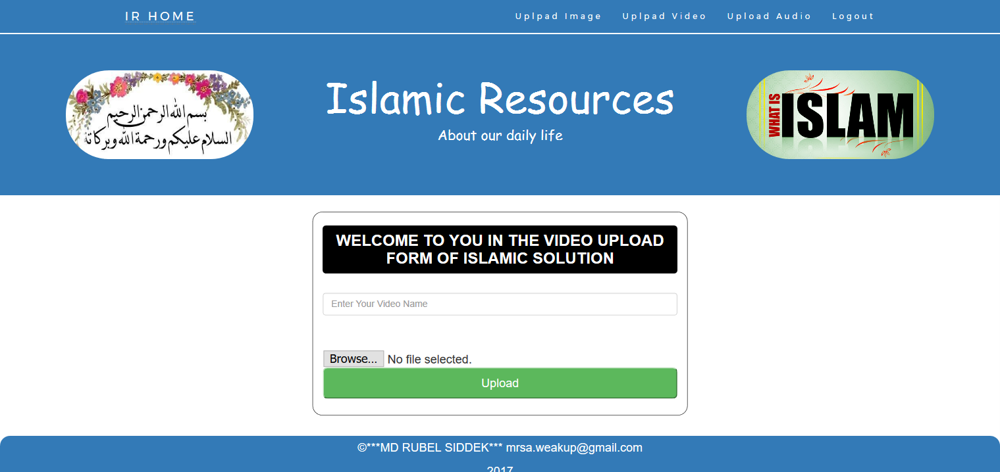 IR HOME
Uplpad Image
Uplpad Video
Upload Audio
Logout
بسم الله الرحمن الرحيم
السلام عليكم ورحمة الله وبركاتة
Islamic Resources
About our daily life
WHAT IS
ISLAM
WELCOME TO YOU IN THE VIDEO UPLOAD
FORM OF ISLAMIC SOLUTION
Enter Your Video Name
Browse... No file selected.
Upload
©***MD RUBEL SIDDEK*** mrsa.weakup@gmail.com
2017